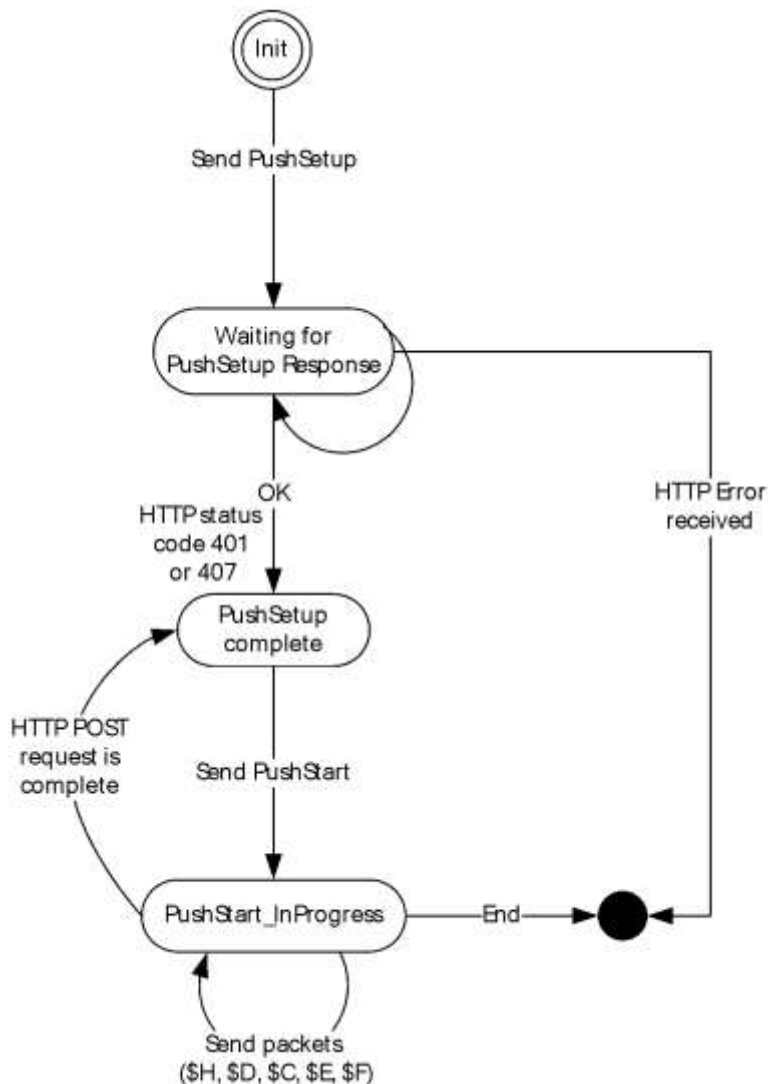 Init
Send PushSetup
Waiting for
PushSetup Response
OK
HTTP status
code 401
or 407
HTTP Error
received
PushSetup
complete
HTTP POST
request is
complete
Send PushStart
PushStart_InProgress
End
Send packets
($H, $D, $C, $E, $F)